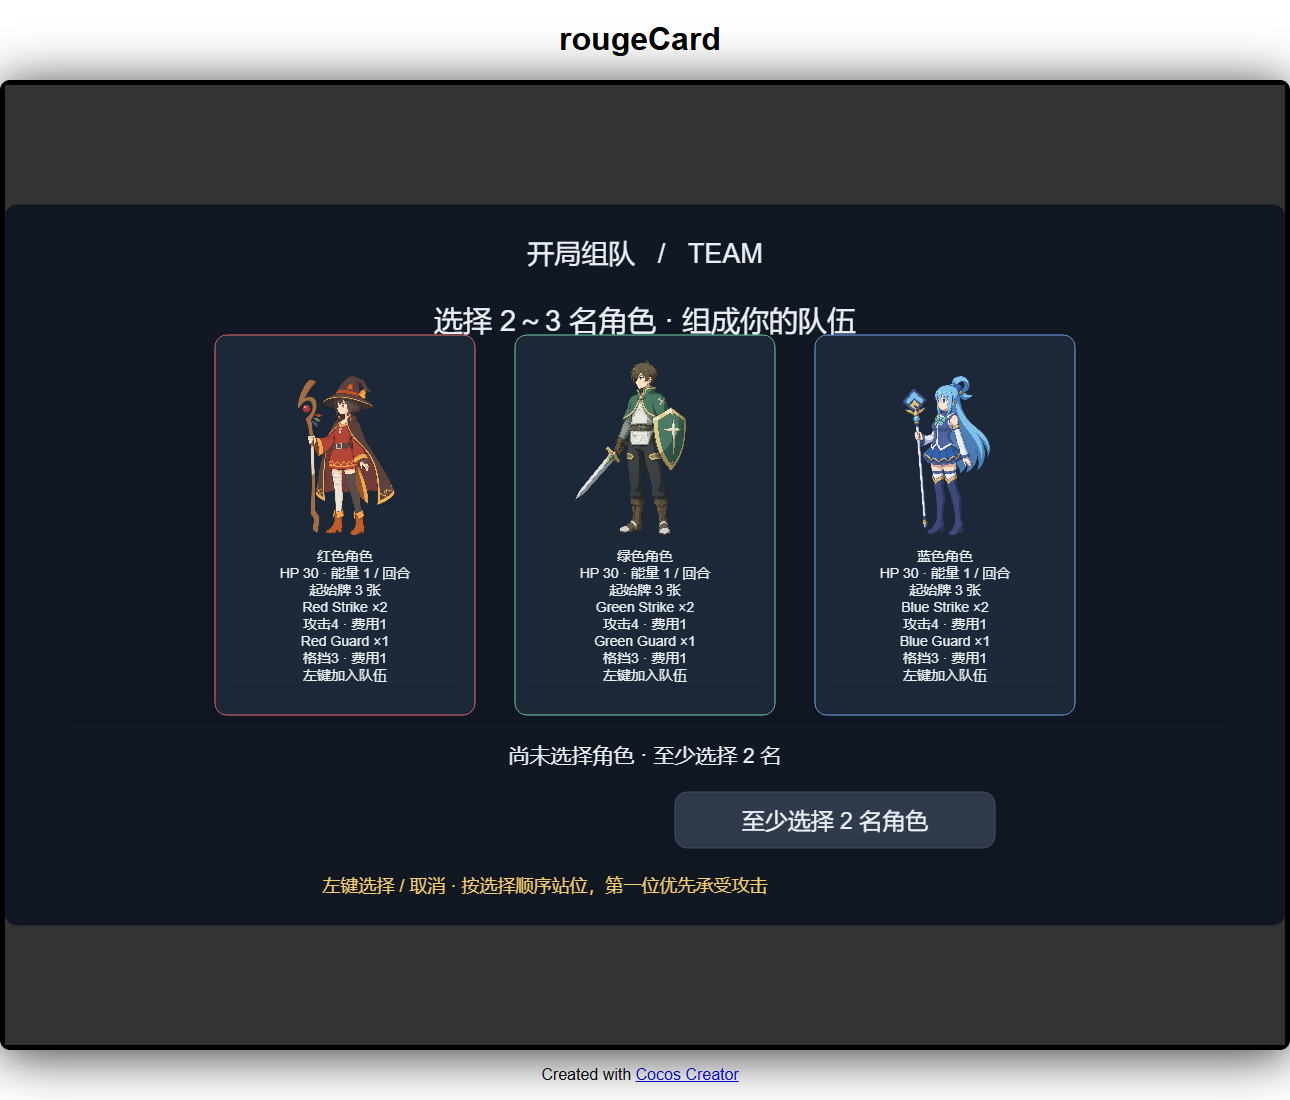 rougeCard
开局组队 / TEAM
选择 2～3 名角色 · 组成你的队伍
红色角色
HP 30 · 能量 1 / 回合
起始牌 3 张
Red Strike ×2
攻击4 · 费用1
Red Guard ×1
格挡3 · 费用1
左键加入队伍
绿色角色
HP 30 · 能量 1 / 回合
起始牌 3 张
Green Strike ×2
攻击4 · 费用1
Green Guard ×1
格挡3 · 费用1
左键加入队伍
蓝色角色
HP 30 · 能量 1 / 回合
起始牌 3 张
Blue Strike ×2
攻击4 · 费用1
Blue Guard ×1
格挡3 · 费用1
左键加入队伍
尚未选择角色 · 至少选择 2 名
至少选择 2 名角色
左键选择 / 取消 · 按选择顺序站位，第一位优先承受攻击
Created with Cocos Creator